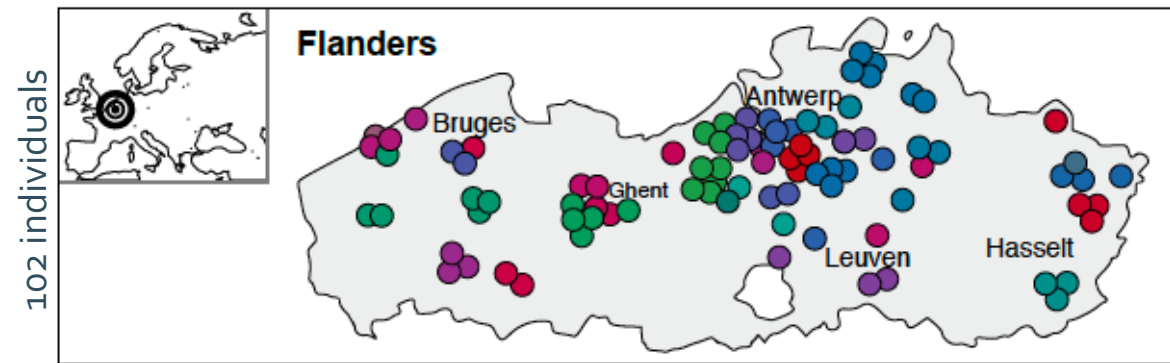 102 individuals
Flanders
Antwerp
Bruges
Ghent
Leuven
Hasselt